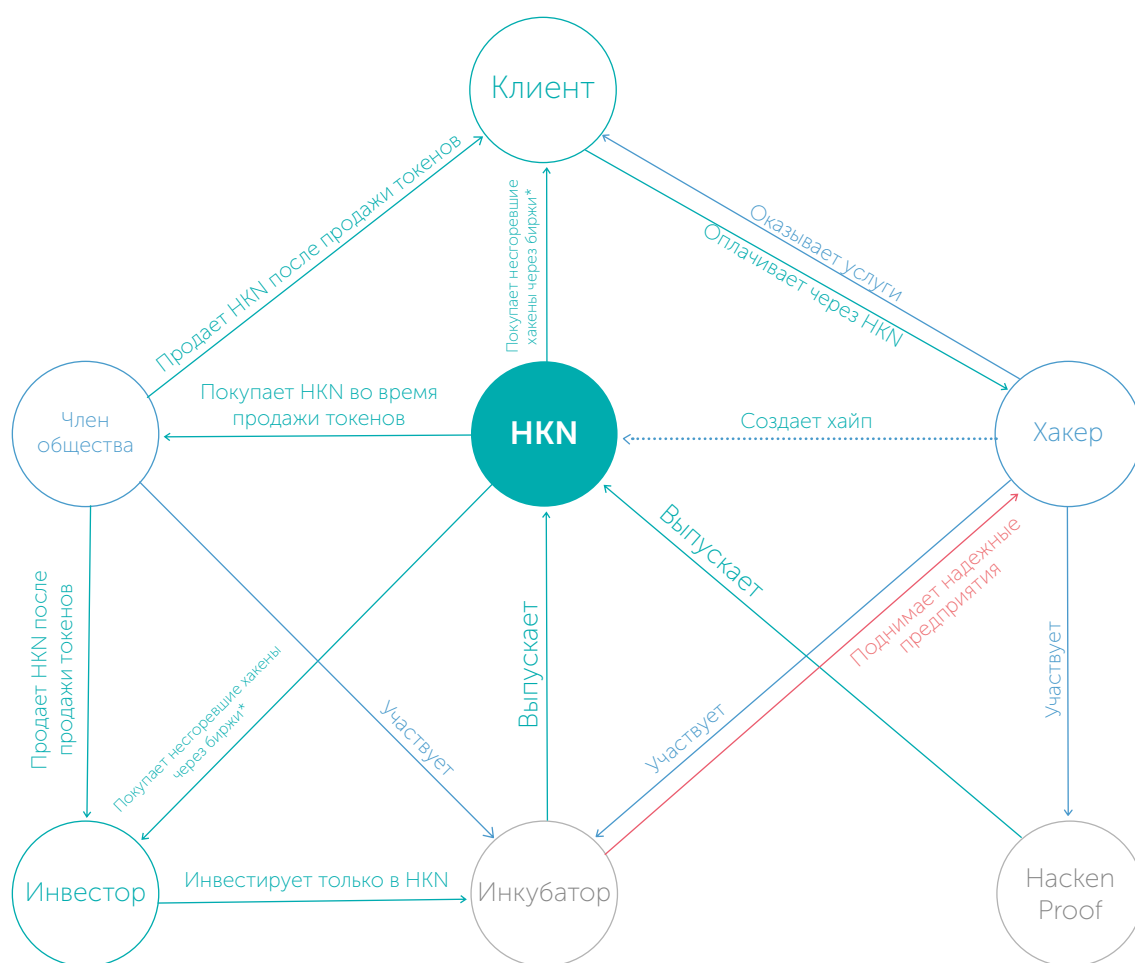 Клиент
Продает HKN после продажи токенов
Покупает несгоревшие
хакены через биржи*
Оказывает услуги
Оплачивает через HKN
Член
общества
Покупает HKN во время
продажи токенов
HKN
Создает хайп
Хакер
Продает HKN после
продажи токенов
Покупает несгоревшие хакены
через биржи*
Участвует
Выпускает
Выпускает
Участвует
Поднимает надежные
предприятия
Участвует
Инвестор
Инвестирует только в HKN
Инкубатор
Hacken
Proof